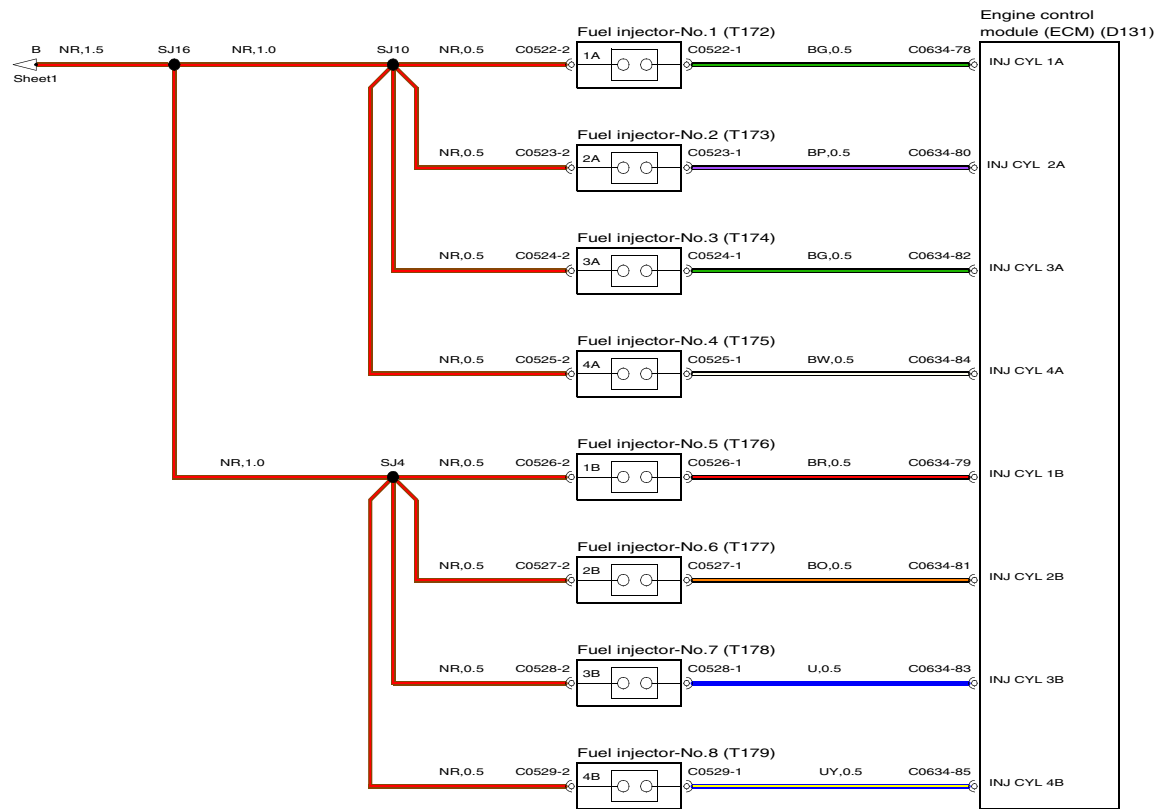 Engine control
module (ECM) (D131)
Fuel injector-No.1 (T172)
B NR,1.5 SJ16 NR,1.0 SJ10 NR,0.5 C0522-2 1A C0522-1 BG,0.5 C0634-78 INJ CYL 1A
Sheet1
Fuel injector-No.2 (T173)
NR,0.5 C0523-2 2A C0523-1 BP,0.5 C0634-80 INJ CYL 2A
Fuel injector-No.3 (T174)
NR,0.5 C0524-2 3A C0524-1 BG,0.5 C0634-82 INJ CYL 3A
Fuel injector-No.4 (T175)
NR,0.5 C0525-2 4A C0525-1 BW,0.5 C0634-84 INJ CYL 4A
Fuel injector-No.5 (T176)
NR,1.0 SJ4 NR,0.5 C0526-2 1B C0526-1 BR,0.5 C0634-79 INJ CYL 1B
Fuel injector-No.6 (T177)
NR,0.5 C0527-2 2B C0527-1 BO,0.5 C0634-81 INJ CYL 2B
Fuel injector-No.7 (T178)
NR,0.5 C0528-2 3B C0528-1 U,0.5 C0634-83 INJ CYL 3B
Fuel injector-No.8 (T179)
NR,0.5 C0529-2 4B C0529-1 UY,0.5 C0634-85 INJ CYL 4B